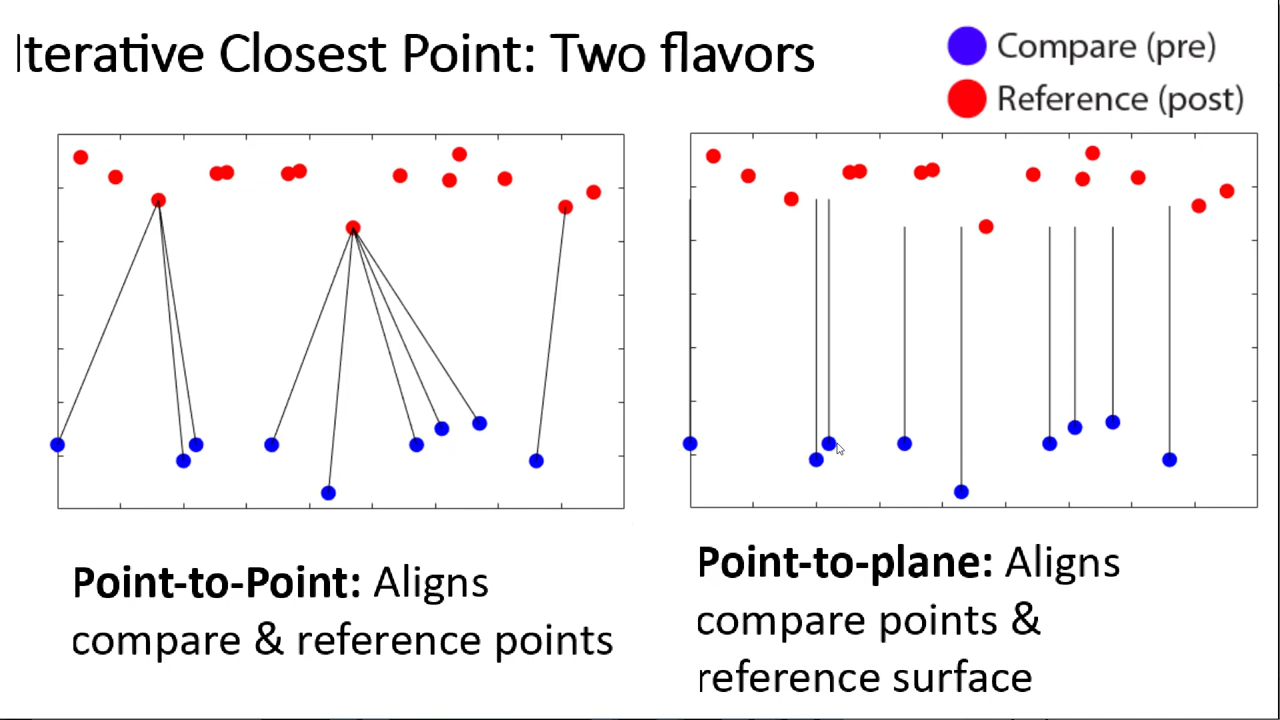 Iterative Closest Point: Two flavors
Compare (pre)
Reference (post)
Point-to-Point: Aligns
compare & reference points
Point-to-plane: Aligns
compare points &
reference surface